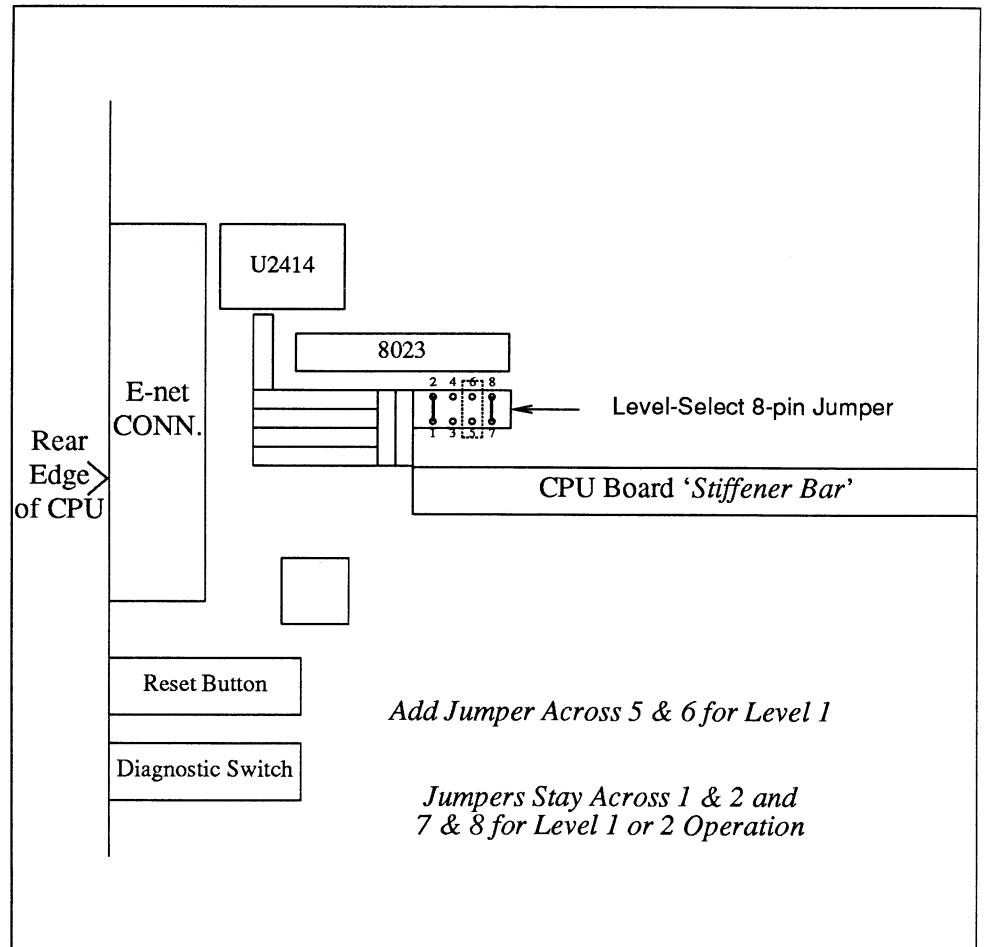 U2414
8023
2 4 6 8
1 3 5 7
Level-Select 8-pin Jumper
E-net
CONN.
Rear
Edge
of CPU
CPU Board ‘Stiffener Bar’
Reset Button
Add Jumper Across 5 & 6 for Level 1
Diagnostic Switch
Jumpers Stay Across 1 & 2 and
7 & 8 for Level 1 or 2 Operation